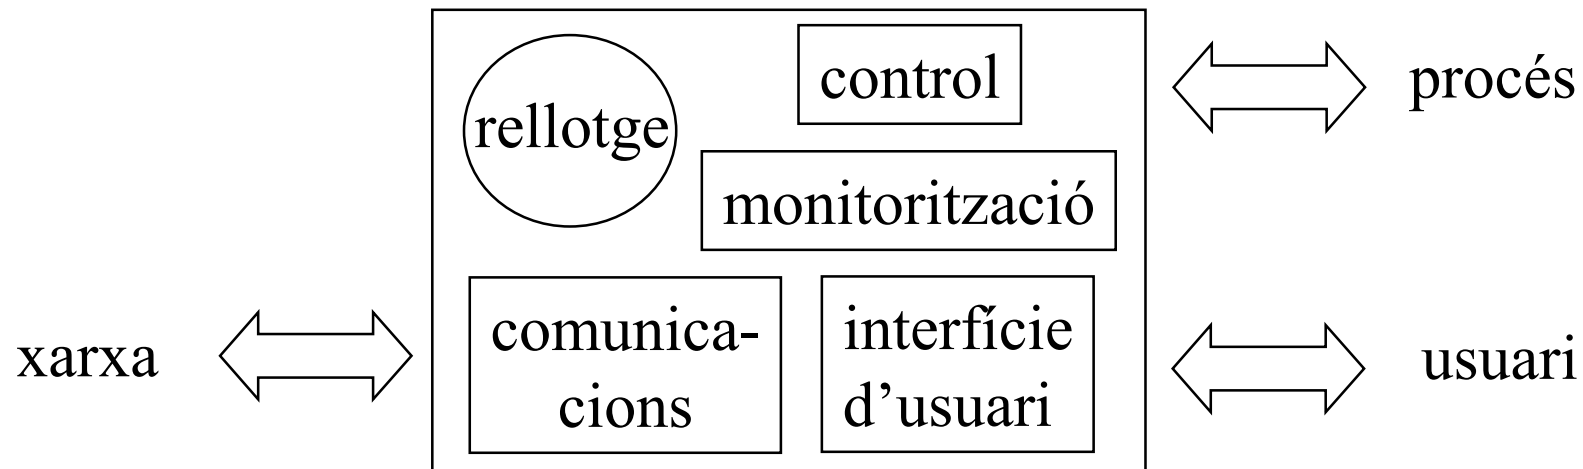 control
procés
rellotge
monitorització
xarxa
comunica-
cions
interfície
d’usuari
usuari